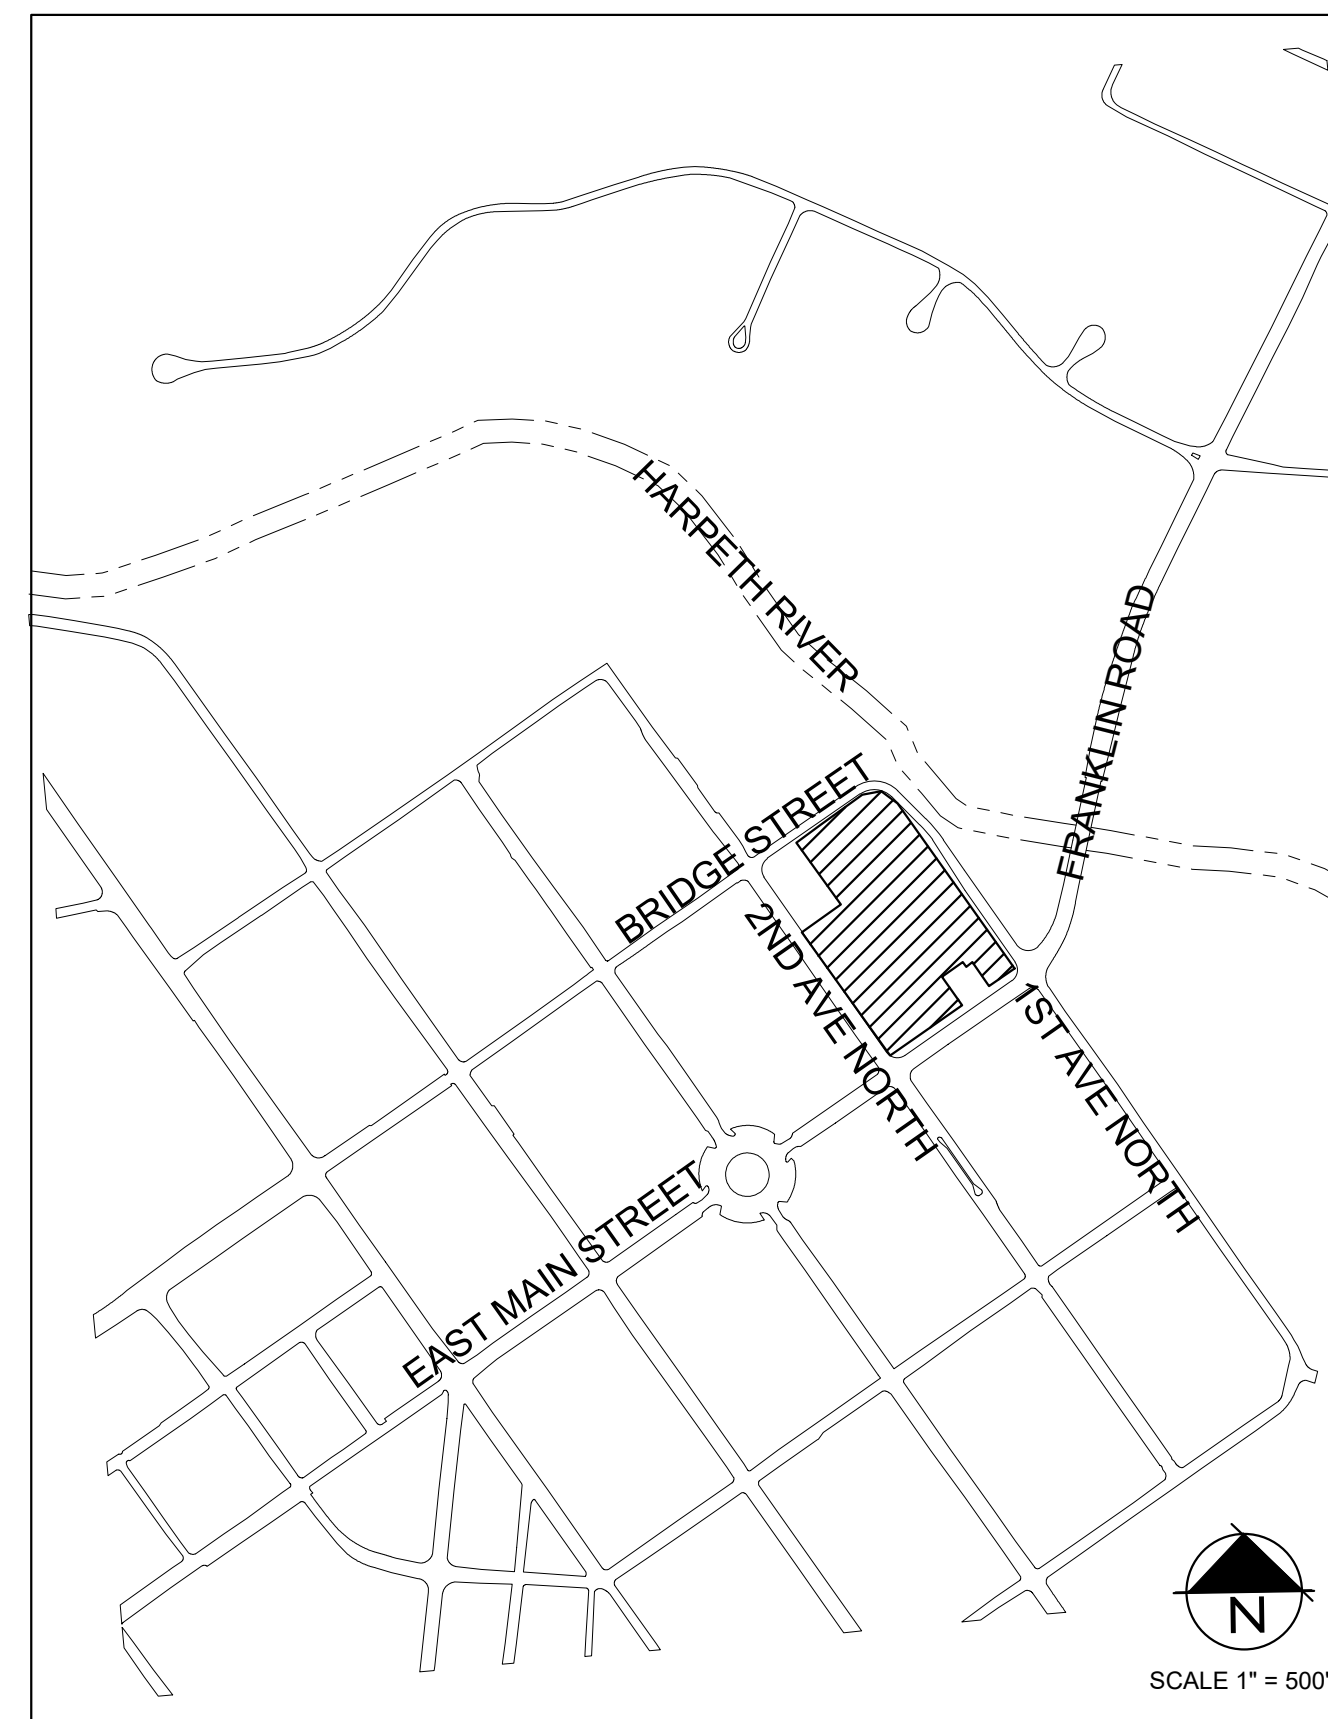 HARPETH RIVER
FRANKLIN ROAD
BRIDGE STREET
2ND AVE NORTH
1ST AVE NORTH
EAST MAIN STREET
N
SCALE 1" = 500'